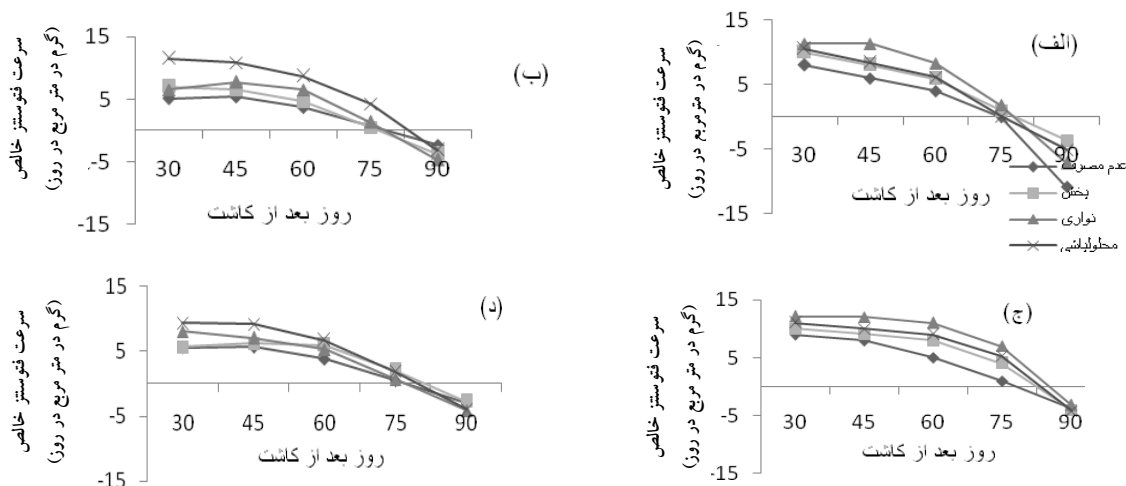 (الف)
سرعت فتوسنتز خالص
(گرم در مترمربع در روز)
15
5
-5
-15
30 45 60 75 90
روز بعد از کاشت
عدم مصرف
پخش
نواری
محلولپاشی
(ب)
سرعت فتوسنتز خالص
(گرم در متر مربع در روز)
15
5
-5
-15
30 45 60 75 90
روز بعد از کاشت
(ج)
سرعت فتوسنتز خالص
(گرم در متر مربع در روز)
15
5
-5
-15
30 45 60 75 90
روز بعد از کاشت
(د)
سرعت فتوسنتز خالص
(گرم در متر مربع در روز)
15
5
-5
-15
30 45 60 75 90
روز بعد از کاشت